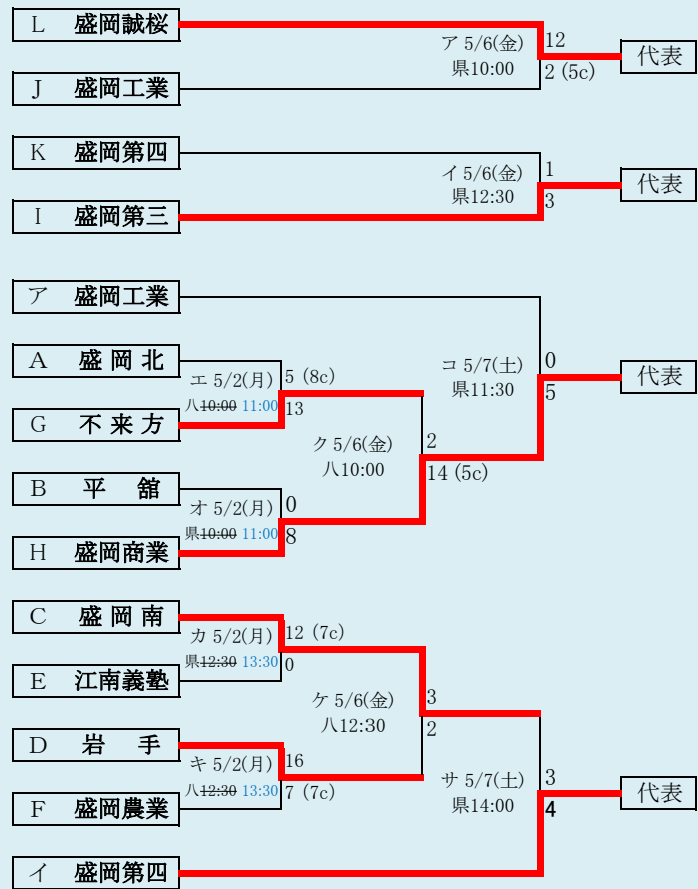 L 盛岡誠桜
ア 5/6(金) 12
県10:00 2 (5c) 代表
J 盛岡工業
K 盛岡第四
イ 5/6(金) 1
県12:30 3 代表
I 盛岡第三
ア 盛岡工業
A 盛岡北
エ 5/2(月) 5 (8c)
八10:00 11:00 13
G 不来方
コ 5/7(土) 0
県11:30 5 代表
ク 5/6(金) 2
八10:00 14 (5c)
B 平舘
オ 5/2(月) 0
県10:00 11:00 8
H 盛岡商業
C 盛岡南
カ 5/2(月) 12 (7c)
県12:30 13:30 0
E 江南義塾
ケ 5/6(金) 3
八12:30 2
D 岩手
キ 5/2(月) 16
八12:30 13:30 7 (7c)
F 盛岡農業
サ 5/7(土) 3
県14:00 4 代表
イ 盛岡第四